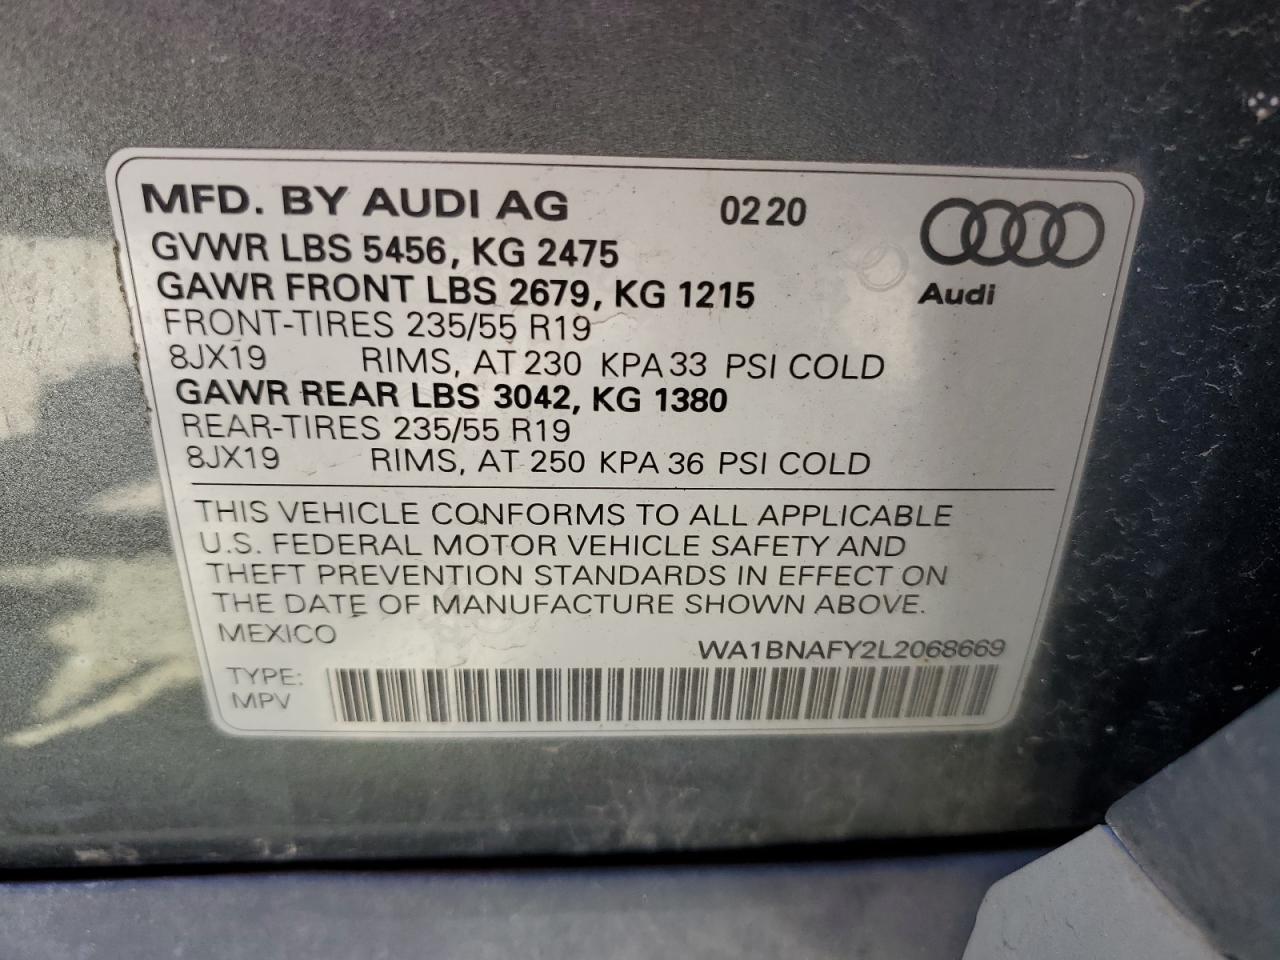 MFD. BY AUDI AG 0220
Audi
GVWR LBS 5456, KG 2475
GAWR FRONT LBS 2679, KG 1215
FRONT-TIRES 235/55 R19
8JX19 RIMS, AT 230 KPA 33 PSI COLD
GAWR REAR LBS 3042, KG 1380
REAR-TIRES 235/55 R19
8JX19 RIMS, AT 250 KPA 36 PSI COLD
THIS VEHICLE CONFORMS TO ALL APPLICABLE
U.S. FEDERAL MOTOR VEHICLE SAFETY AND
THEFT PREVENTION STANDARDS IN EFFECT ON
THE DATE OF MANUFACTURE SHOWN ABOVE.
MEXICO WA1BNAFY2L2068669
TYPE:
MPV